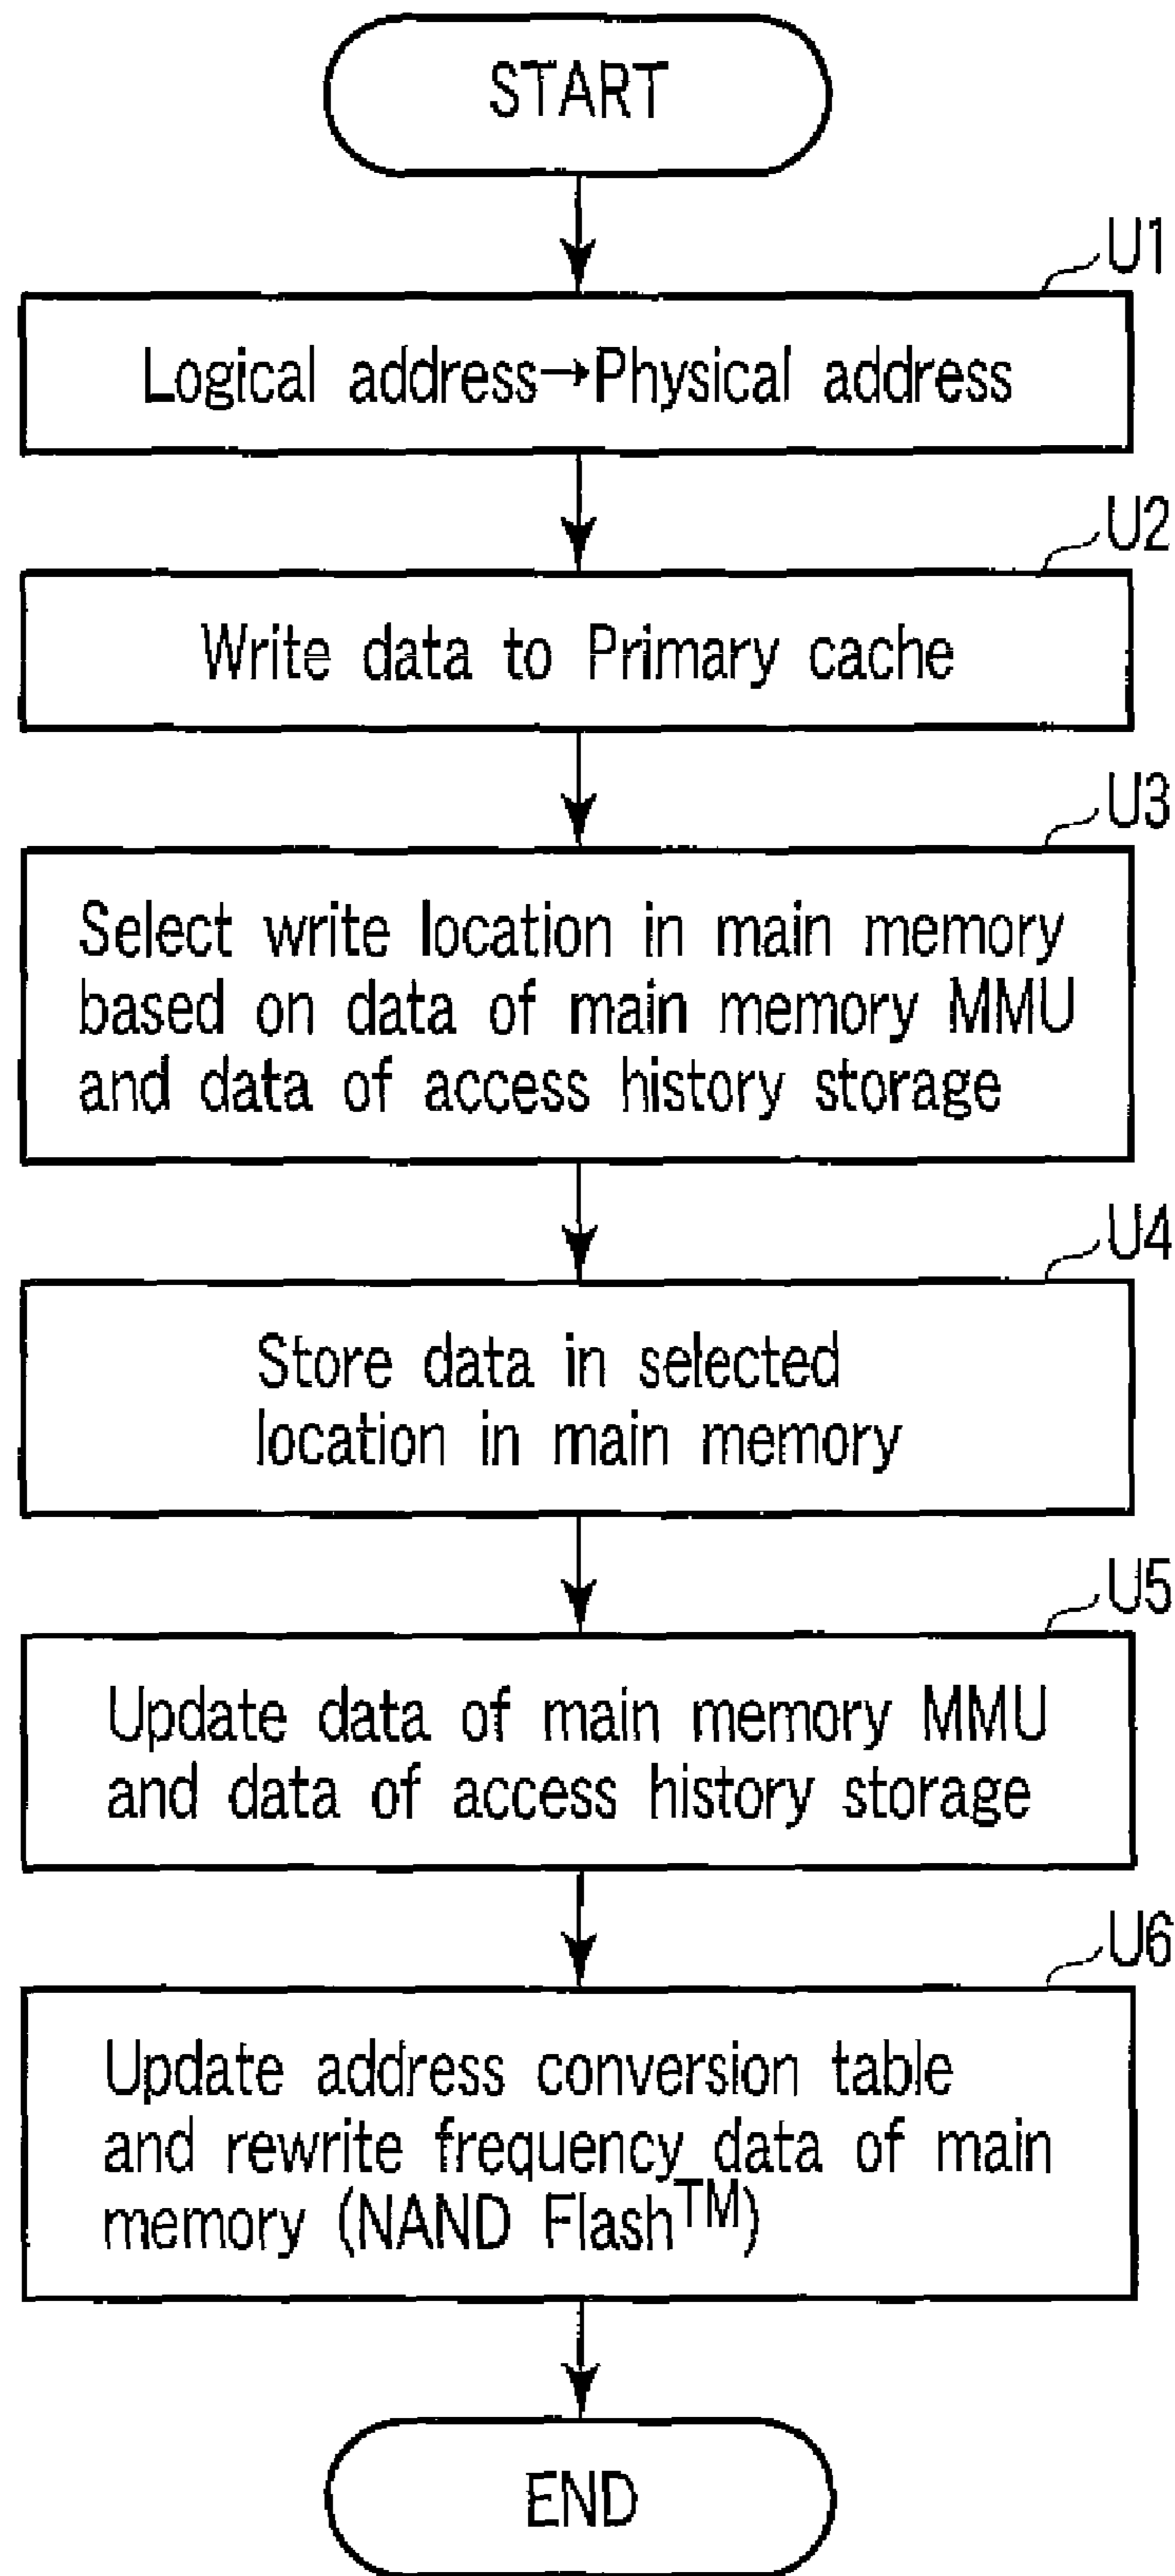 START
U1
Logical address→Physical address
U2
Write data to Primary cache
U3
Select write location in main memory
based on data of main memory MMU
and data of access history storage
U4
Store data in selected
location in main memory
U5
Update data of main memory MMU
and data of access history storage
U6
Update address conversion table
and rewrite frequency data of main
memory (NAND Flash™)
END